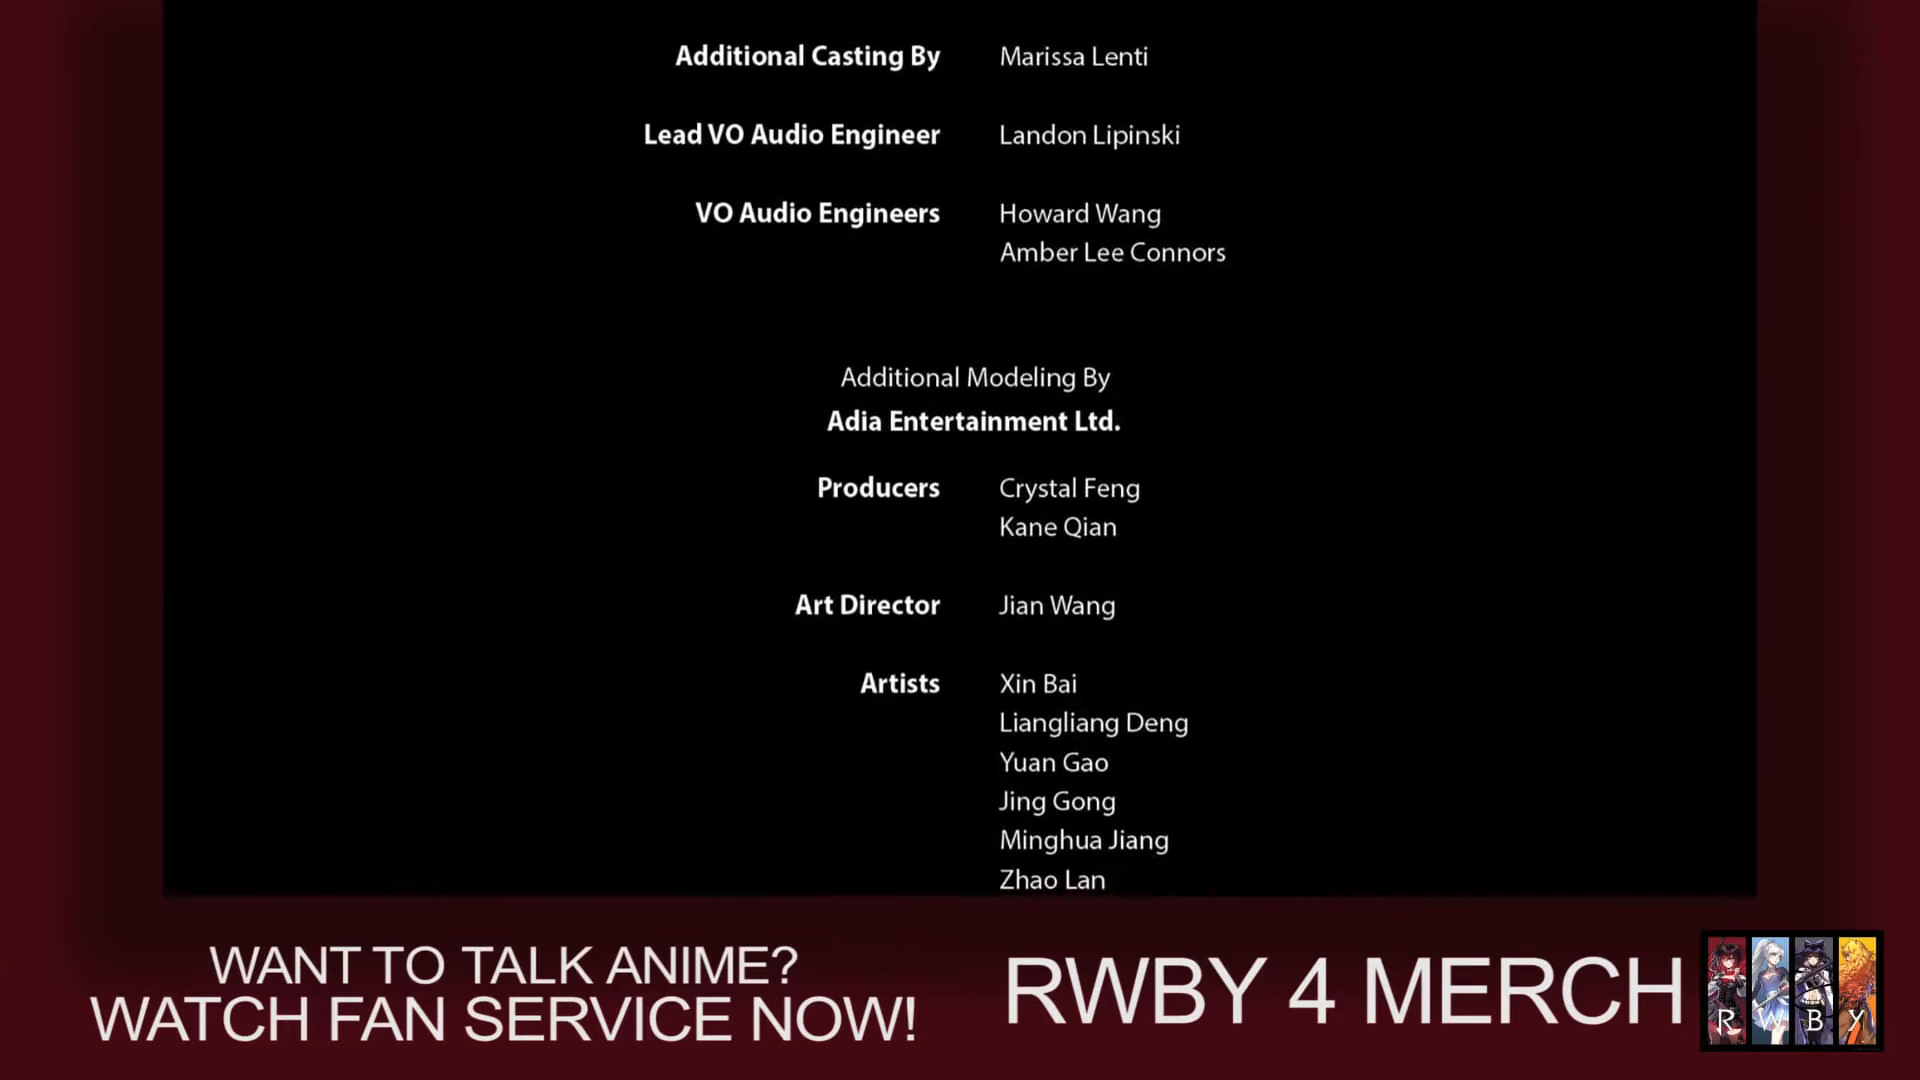 Additional Casting By Marissa Lenti
Lead VO Audio Engineer Landon Lipinski
VO Audio Engineers Howard Wang
Amber Lee Connors
Additional Modeling By
Adia Entertainment Ltd.
Producers Crystal Feng
Kane Qian
Art Director Jian Wang
Artists Xin Bai
Liangliang Deng
Yuan Gao
Jing Gong
Minghua Jiang
Zhao Lan
WANT TO TALK ANIME?
WATCH FAN SERVICE NOW!
RWBY 4 MERCH
R W B Y